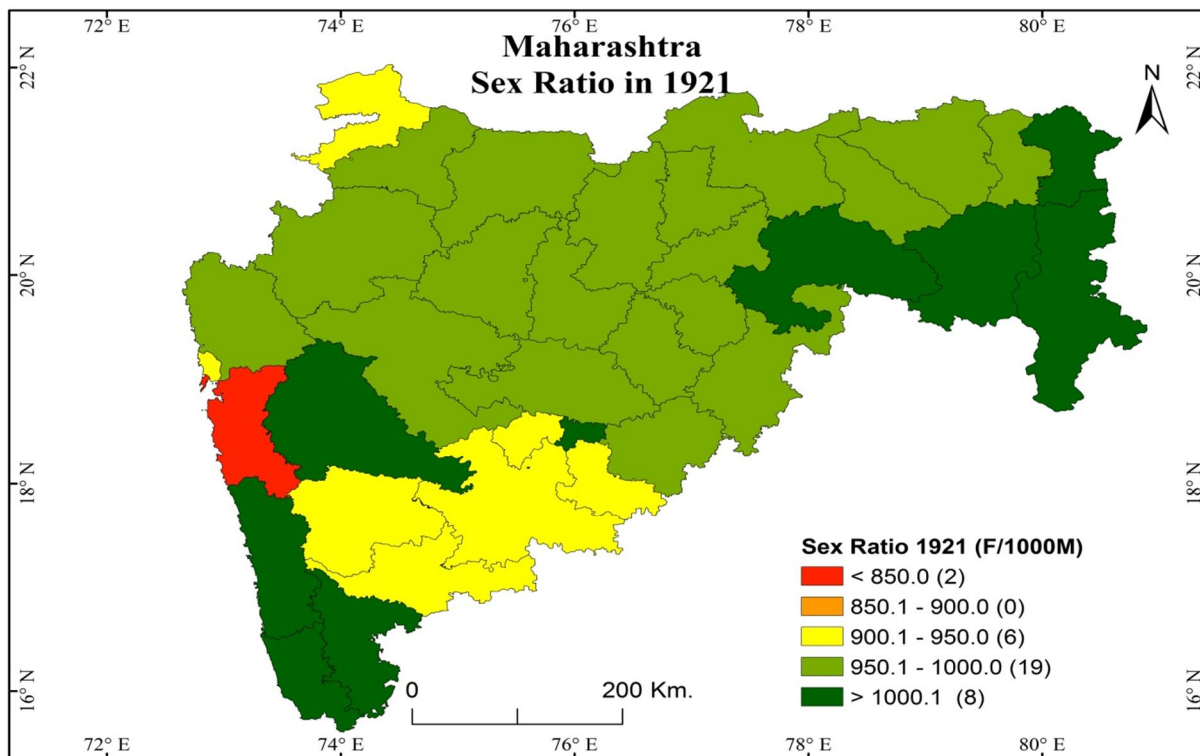 72° E 74° E 76° E 78° E 80° E
Maharashtra
Sex Ratio in 1921
N
22° N 22° N
20° N 20° N
18° N 18° N
16° N 16° N
Sex Ratio 1921 (F/1000M)
< 850.0 (2)
850.1 - 900.0 (0)
900.1 - 950.0 (6)
950.1 - 1000.0 (19)
> 1000.1 (8)
0 200 Km.
72° E 74° E 76° E 78° E 80° E